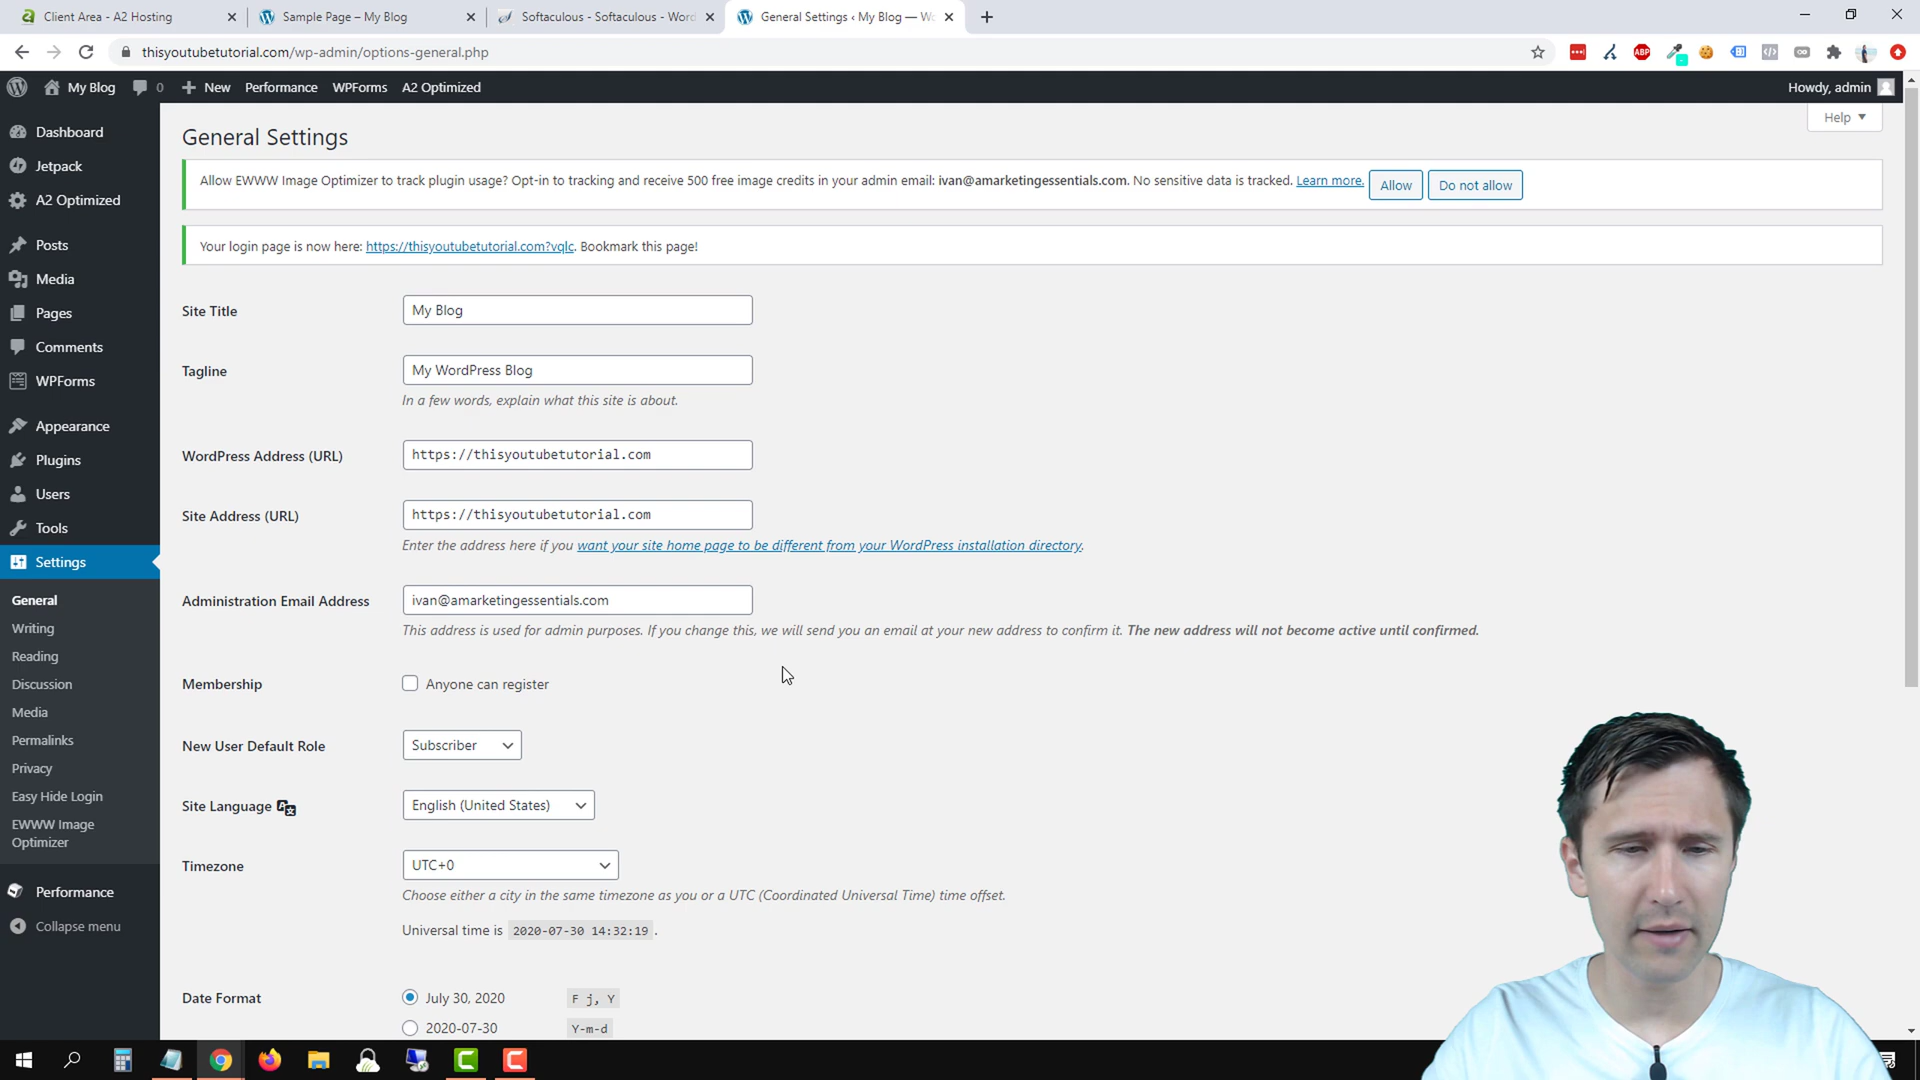 Client Area - A2 Hosting
Sample Page – My Blog
Softaculous - Softaculous - Word
General Settings ‹ My Blog — Wo
thisyoutubetutorial.com/wp-admin/options-general.php
ABP
My Blog
0
New
Performance
WPForms
A2 Optimized
Howdy, admin
Dashboard
Jetpack
A2 Optimized
Posts
Media
Pages
Comments
WPForms
Appearance
Plugins
Users
Tools
Settings
General
Writing
Reading
Discussion
Media
Permalinks
Privacy
Easy Hide Login
EWWW Image
Optimizer
Performance
Collapse menu
Help
General Settings
Allow EWWW Image Optimizer to track plugin usage? Opt-in to tracking and receive 500 free image credits in your admin email: ivan@amarketingessentials.com. No sensitive data is tracked. Learn more. Allow Do not allow
Your login page is now here: https://thisyoutubetutorial.com?vqlc. Bookmark this page!
Site Title My Blog
Tagline My WordPress Blog
In a few words, explain what this site is about.
WordPress Address (URL) https://thisyoutubetutorial.com
Site Address (URL) https://thisyoutubetutorial.com
Enter the address here if you want your site home page to be different from your WordPress installation directory.
Administration Email Address ivan@amarketingessentials.com
This address is used for admin purposes. If you change this, we will send you an email at your new address to confirm it. The new address will not become active until confirmed.
Membership Anyone can register
New User Default Role Subscriber
Site Language English (United States)
Timezone UTC+0
Choose either a city in the same timezone as you or a UTC (Coordinated Universal Time) time offset.
Universal time is 2020-07-30 14:32:19 .
Date Format July 30, 2020 F j, Y
2020-07-30 Y-m-d